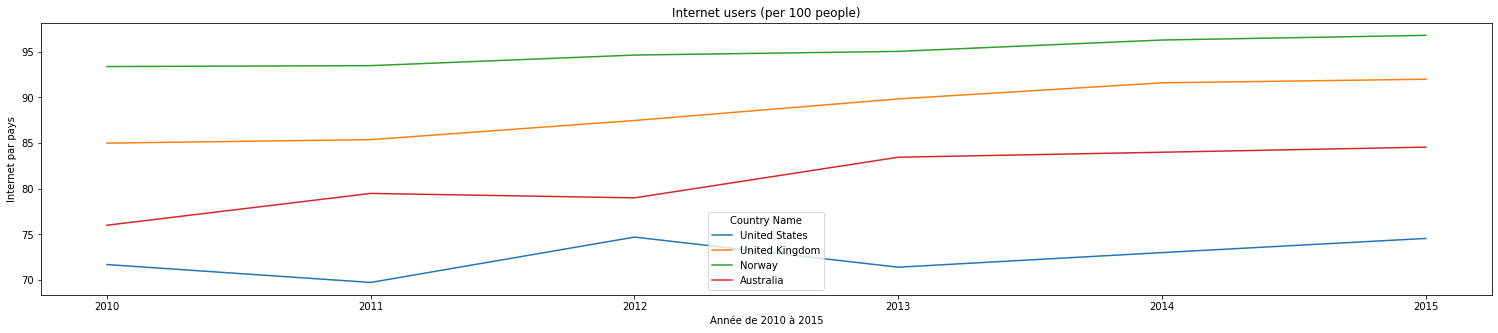 Internet users (per 100 people)
Internet par pays
95
90
85
80
75
70
Country Name
United States
United Kingdom
Norway
Australia
2010
2011
2012
2013
2014
2015
Année de 2010 à 2015